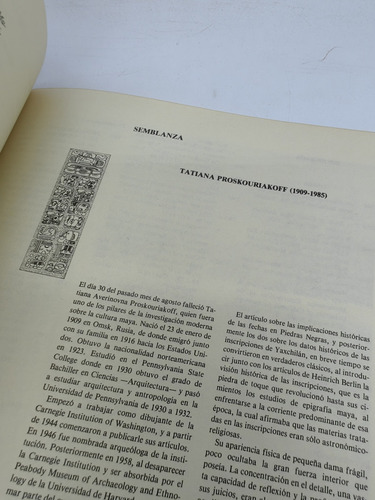 SEMBLANZA
TATIANA PROSKOURIAKOFF (1909-1985)
El día 30 del pasado mes de agosto falleció Ta-
tiana Averinovna Proskouriakoff, quien fuera
uno de los pilares de la investigación moderna
sobre la cultura maya. Nació el 23 de enero de
1909 en Omsk, Rusia, de donde emigró junto
con su familia en 1916 hacia los Estados Uni-
dos. Obtuvo la nacionalidad norteamericana
en 1923. Estudió en el Pennsylvania State
College donde en 1930 obtuvo el grado de
Bachiller en Ciencias —Arquitectura— y pasó
a estudiar arquitectura y antropología en la
Universidad de Pennsylvania de 1930 a 1932.
Empezó a trabajar como dibujante de la
Carnegie Institution of Washington, y a partir
de 1944 comenzaron a publicarle sus artículos.
En 1946 fue nombrada arqueóloga de la insti-
tución. Posteriormente en 1958, al desaparecer
la Carnegie Institution y ser absorbida por el
Peabody Museum of Archaeology and Ethno-
logy de la Universidad de Harvard
mar parte del
El artículo sobre las implicaciones históricas
de las fechas en Piedras Negras, y posterior-
mente los dos sobre los datos históricos de las
inscripciones de Yaxchilán, en breve tiempo se
convirtieron en verdaderos clásicos, al introdu-
cir junto con los artículos de Heinrich Berlin la
visión histórica de las inscripciones, que es la
piedra de toque que revolucionó hasta sus ci-
mientos los estudios de epigrafía maya, al
enfrentarse a la corriente predominante de esa
época, la cual afirmaba que las materias trata-
das en las inscripciones eran sólo astronómico-
religiosas.
Su apariencia física de pequeña dama frágil,
poco ocultaba la gran fuerza interior que
poseía. La concentración en el detalle, una vas-
ta capacidad de reflexión y la
sus juicios, eran